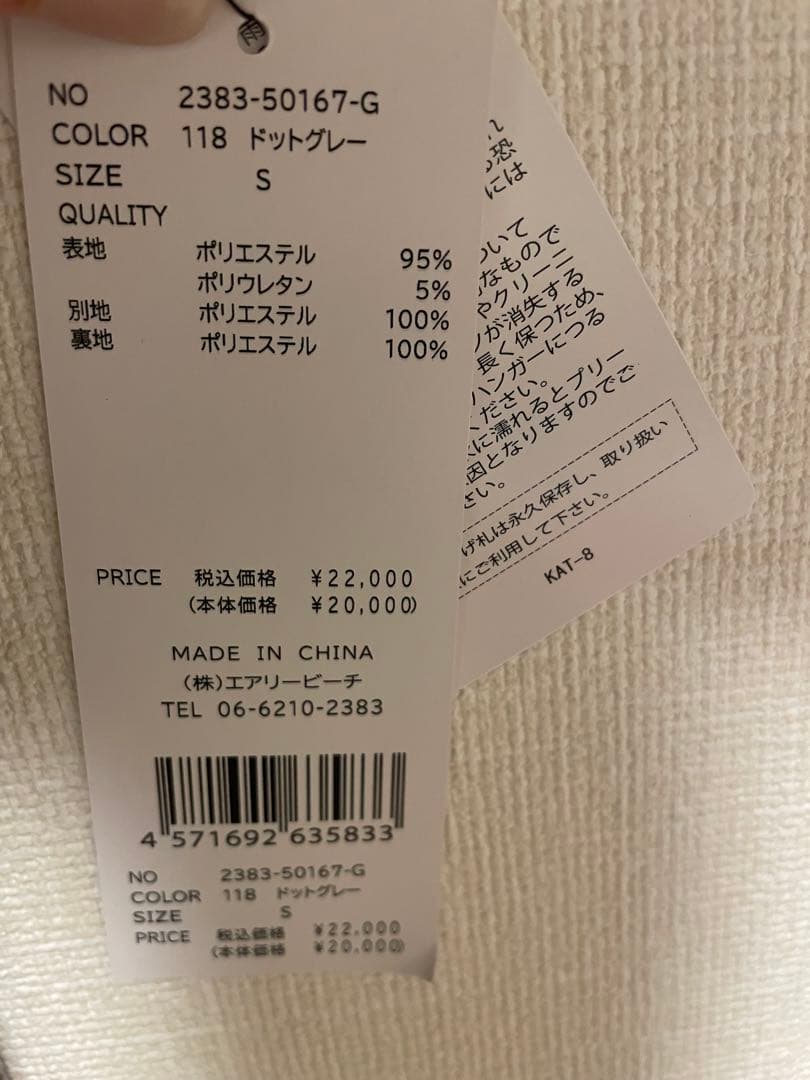 雨
NO 2383-50167-G
COLOR 118 ドットグレー
SIZE S
QUALITY
表地 ポリエステル 95%
ポリウレタン 5%
別地 ポリエステル 100%
裏地 ポリエステル 100%
PRICE 税込価格 ¥22,000
(本体価格 ¥20,000)
MADE IN CHINA
(株)エアリービーチ
TEL 06-6210-2383
4 571692 635833
NO 2383-50167-G
COLOR 118 ドットグレー
SIZE S
PRICE 税込価格 ¥22,000
(本体価格 ¥20,000)
れ
る恐
には
ついて
なもので
やクリーニ
が消失する
長く保つため、
ハンガーにつる
ください。
に濡れるとプリー
因となりますのでご
さい。
げ札は永久保存し、取り扱い
にご利用して下さい。
KAT-8